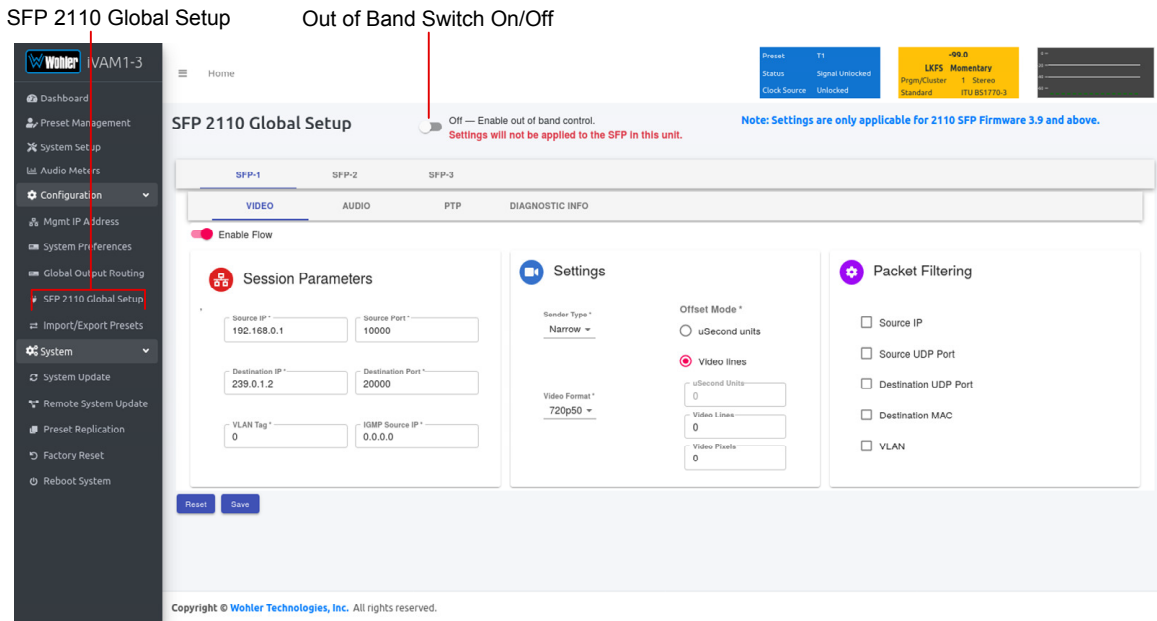 SFP 2110 Global Setup
Out of Band Switch On/Off
Wohler iVAM1-3
Home
Preset T1
Status Signal Unlocked
Clock Source Unlocked
-99.0
LKFS Momentary
Prgm/Cluster 1 Stereo
Standard ITU BS1770-3
Dashboard
Preset Management
System Setup
Audio Meters
Configuration
Mgmt IP Address
System Preferences
Global Output Routing
SFP 2110 Global Setup
Import/Export Presets
System
System Update
Remote System Update
Preset Replication
Factory Reset
Reboot System
SFP 2110 Global Setup
Off — Enable out of band control.
Settings will not be applied to the SFP in this unit.
Note: Settings are only applicable for 2110 SFP Firmware 3.9 and above.
SFP-1 SFP-2 SFP-3
VIDEO AUDIO PTP DIAGNOSTIC INFO
Enable Flow
Session Parameters
Source IP * Source Port *
192.168.0.1 10000
Destination IP * Destination Port *
239.0.1.2 20000
VLAN Tag * IGMP Source IP *
0 0.0.0.0
Settings
Sender Type *
Narrow
Video Format *
720p50
Offset Mode *
uSecond units
Video lines
uSecond Units
0
Video Lines
0
Video Pixels
0
Packet Filtering
Source IP
Source UDP Port
Destination UDP Port
Destination MAC
VLAN
Reset Save
Copyright © Wohler Technologies, Inc. All rights reserved.